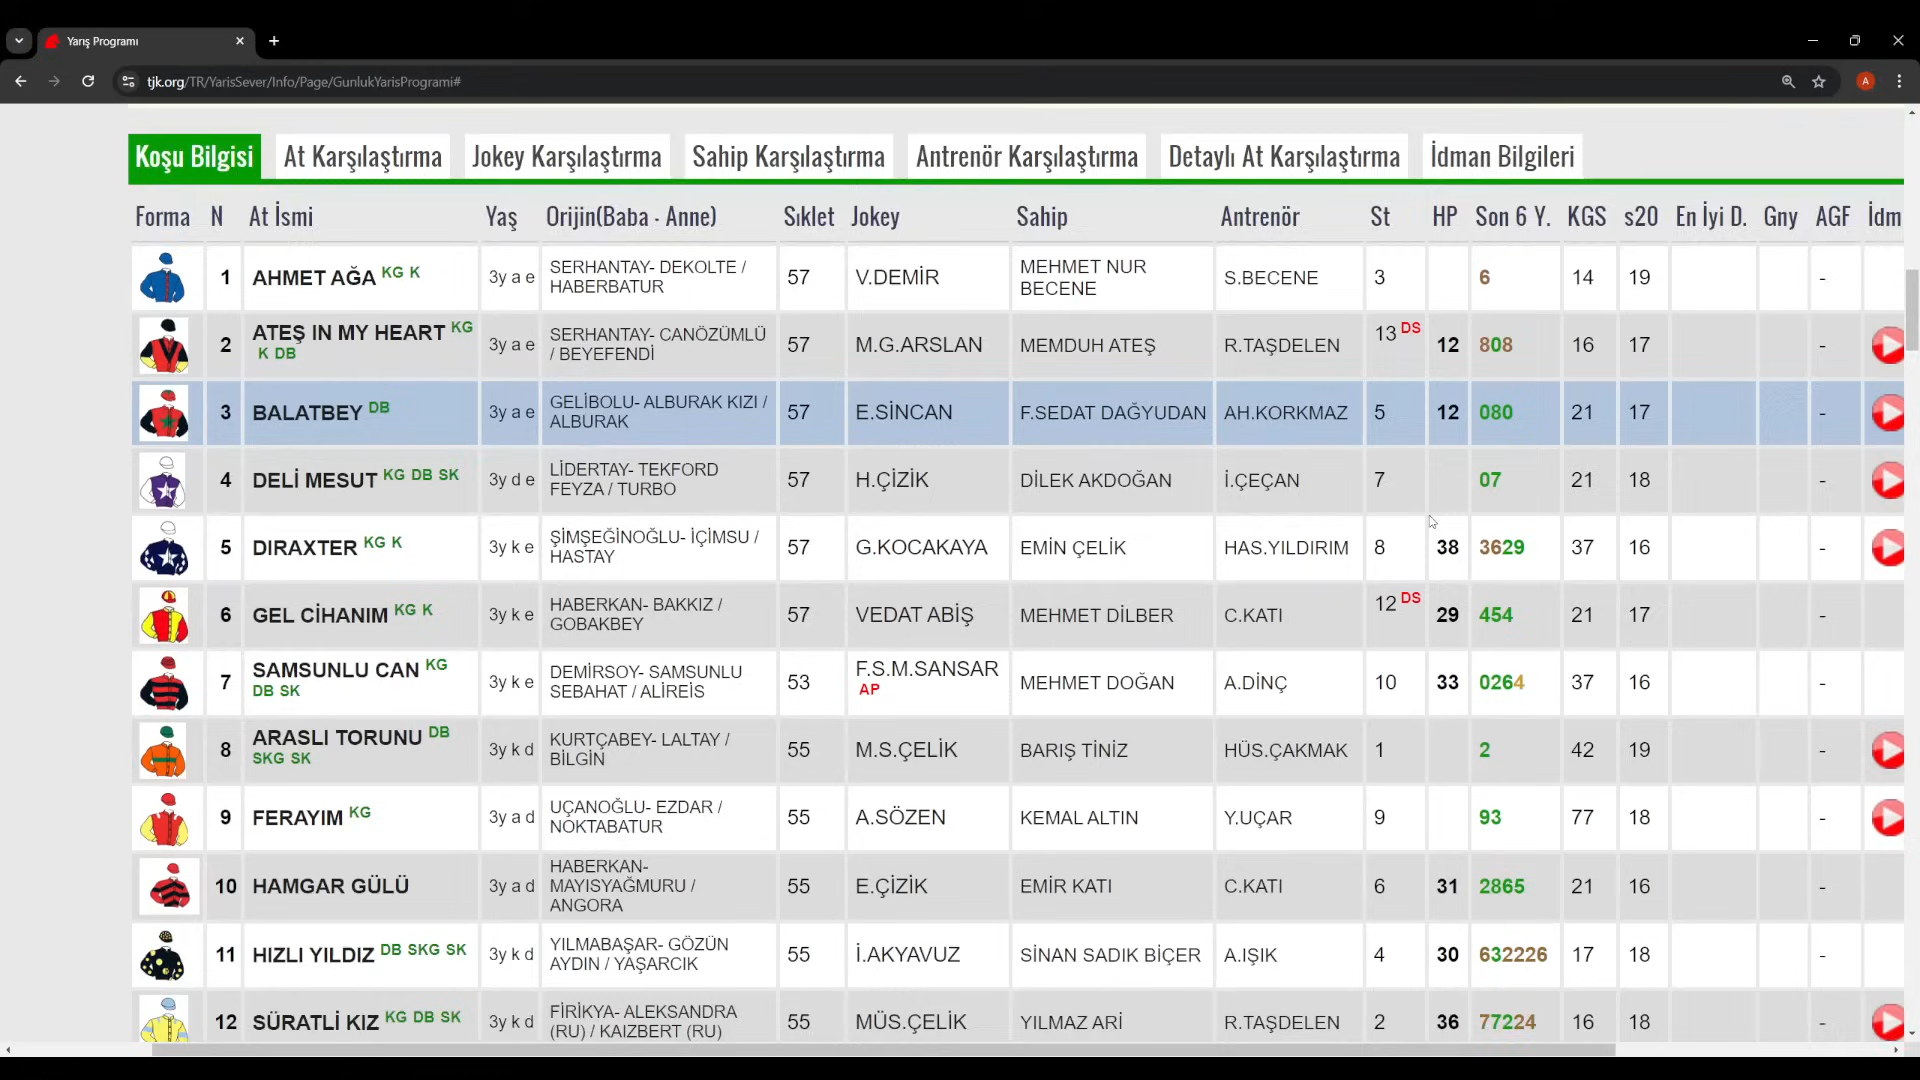 Yarış Programı
tjk.org/TR/YarisSever/Info/Page/GunlukYarisProgrami#
A
Koşu Bilgisi At Karşılaştırma Jokey Karşılaştırma Sahip Karşılaştırma Antrenör Karşılaştırma Detaylı At Karşılaştırma İdman Bilgileri
Forma N At İsmi Yaş Orijin(Baba - Anne) Sıklet Jokey Sahip Antrenör St HP Son 6 Y. KGS s20 En İyi D. Gny AGF İdm
1 AHMET AĞA KG K 3y a e SERHANTAY- DEKOLTE / HABERBATUR 57 V.DEMİR MEHMET NUR BECENE S.BECENE 3 6 14 19 -
2 ATEŞ IN MY HEART KG K DB 3y a e SERHANTAY- CANÖZÜMLÜ / BEYEFENDİ 57 M.G.ARSLAN MEMDUH ATEŞ R.TAŞDELEN 13 DS 12 808 16 17 -
3 BALATBEY DB 3y a e GELİBOLU- ALBURAK KIZI / ALBURAK 57 E.SİNCAN F.SEDAT DAĞYUDAN AH.KORKMAZ 5 12 080 21 17 -
4 DELİ MESUT KG DB SK 3y d e LİDERTAY- TEKFORD FEYZA / TURBO 57 H.ÇİZİK DİLEK AKDOĞAN İ.ÇEÇAN 7 07 21 18 -
5 DIRAXTER KG K 3y k e ŞİMŞEĞİNOĞLU- İÇİMSU / HASTAY 57 G.KOCAKAYA EMİN ÇELİK HAS.YILDIRIM 8 38 3629 37 16 -
6 GEL CİHANIM KG K 3y k e HABERKAN- BAKKIZ / GOBAKBEY 57 VEDAT ABİŞ MEHMET DİLBER C.KATI 12 DS 29 454 21 17 -
7 SAMSUNLU CAN KG DB SK 3y k e DEMİRSOY- SAMSUNLU SEBAHAT / ALİREİS 53 F.S.M.SANSAR AP MEHMET DOĞAN A.DİNÇ 10 33 0264 37 16 -
8 ARASLI TORUNU DB SKG SK 3y k d KURTÇABEY- LALTAY / BİLGİN 55 M.S.ÇELİK BARIŞ TİNİZ HÜS.ÇAKMAK 1 2 42 19 -
9 FERAYIM KG 3y a d UÇANOĞLU- EZDAR / NOKTABATUR 55 A.SÖZEN KEMAL ALTIN Y.UÇAR 9 93 77 18 -
10 HAMGAR GÜLÜ 3y a d HABERKAN- MAYISYAĞMURU / ANGORA 55 E.ÇİZİK EMİR KATI C.KATI 6 31 2865 21 16 -
11 HIZLI YILDIZ DB SKG SK 3y k d YILMABAŞAR- GÖZÜN AYDIN / YAŞARCIK 55 İ.AKYAVUZ SİNAN SADIK BİÇER A.IŞIK 4 30 632226 17 18 -
12 SÜRATLİ KIZ KG DB SK 3y k d FİRİKYA- ALEKSANDRA (RU) / KAIZBERT (RU) 55 MÜS.ÇELİK YILMAZ ARİ R.TAŞDELEN 2 36 77224 16 18 -